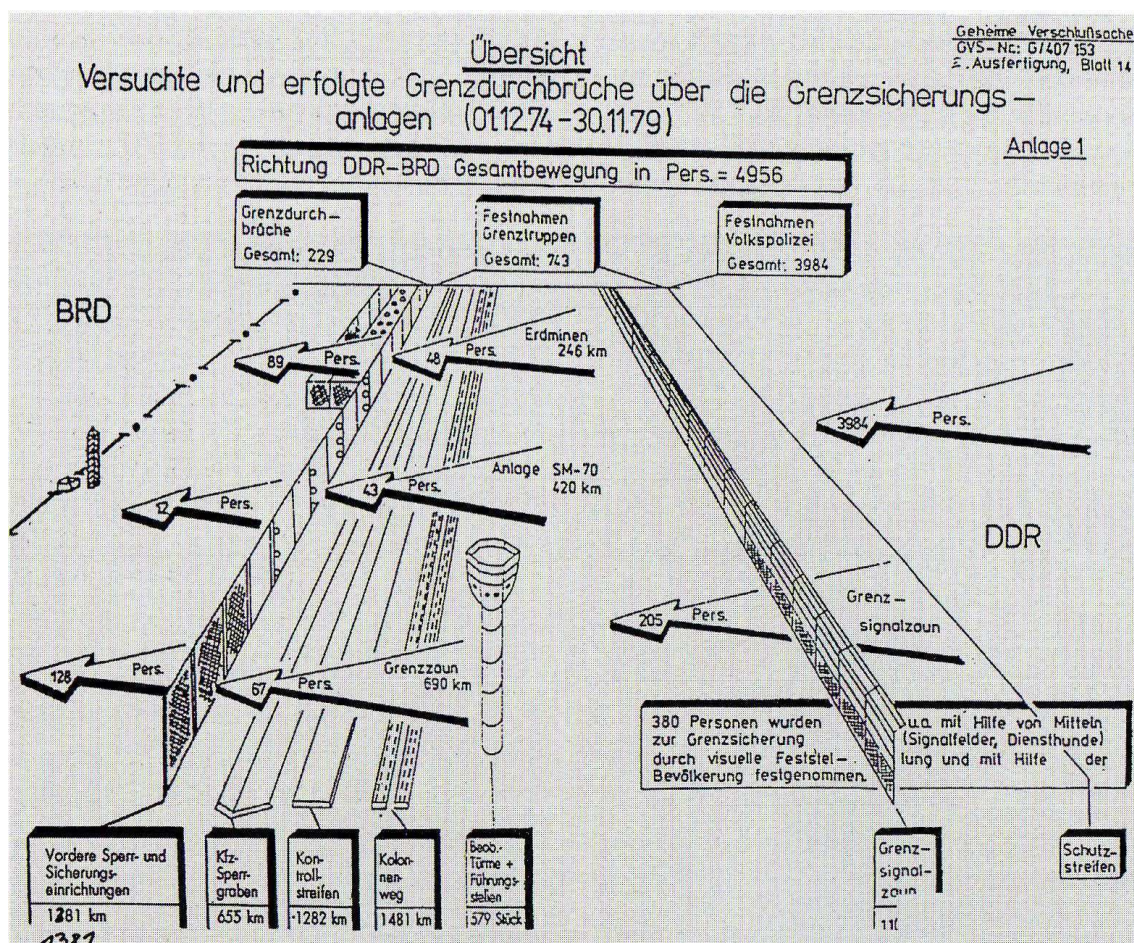 Geheime Verschlußsache
GVS-Nr.: G/407 153
. Ausfertigung, Blatt 14
Übersicht
Versuchte und erfolgte Grenzdurchbrüche über die Grenzsicherungs-
anlagen (01.12.74-30.11.79)
Anlage 1
Richtung DDR-BRD Gesamtbewegung in Pers. = 4956
Grenzdurch-
brüche
Gesamt: 229
Festnahmen
Grenztruppen
Gesamt: 743
Festnahmen
Volkspolizei
Gesamt: 3984
BRD
89 Pers.
48 Pers.
Erdminen
246 km
3984 Pers.
12 Pers.
43 Pers.
Anlage SM-70
420 km
DDR
205 Pers.
Grenz-
signalzaun
128 Pers.
67 Pers.
Grenzzaun
690 km
380 Personen wurden u.a. mit Hilfe von Mitteln
zur Grenzsicherung (Signalfelder, Diensthunde)
durch visuelle Feststel- lung und mit Hilfe der
Bevölkerung festgenommen.
Vordere Sperr- und
Sicherungs-
einrichtungen
1381 km
1381
Kfz-
Sperr-
graben
655 km
Kon-
troll-
streifen
1282 km
Kolon-
nen-
weg
1481 km
Beob.-
Türme +
Führungs-
stellen
579 Stück
Grenz-
signal-
zaun
Schutz-
streifen